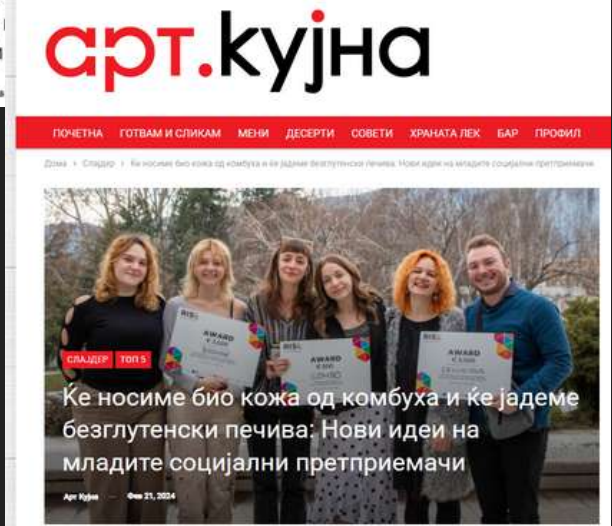 арт.кујна
ПОЧЕТНА ГОТВАМ И СЛИКАМ МЕНИ ДЕСЕРТИ СОВЕТИ ХРАНАТА ЛЕК БАР ПРОФИЛ
Дома › Слајдер › Ќе носиме био кожа од комбуха и ќе јадеме безглутенски печива: Нови идеи на младите социјални претприемачи
AWARD
AWARD
AWARD
СЛАЈДЕР ТОП 5
Ќе носиме био кожа од комбуха и ќе јадеме
безглутенски печива: Нови идеи на
младите социјални претприемачи
Арт Кујна — Фев 21, 2024